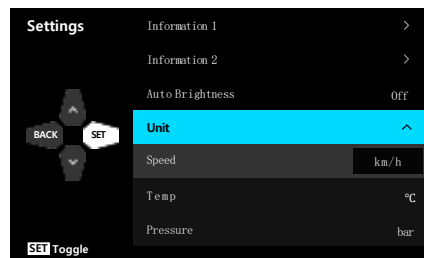 Settings
BACK
SET
SET Toggle
Information 1
Information 2
Auto Brightness Off
Unit
Speed km/h
Temp °C
Pressure bar